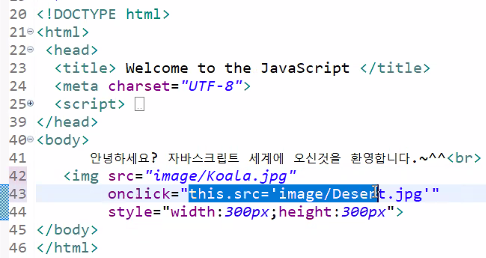 20 <!DOCTYPE html>
21 <html>
22 <head>
23 <title> Welcome to the JavaScript </title>
24 <meta charset="UTF-8">
25 <script>
39 </head>
40 <body>
41 안녕하세요? 자바스크립트 세계에 오신것을 환영합니다.~^^<br>
42 <img src="image/Koala.jpg"
43 onclick="this.src='image/Desert.jpg'"
44 style="width:300px;height:300px">
45 </body>
46 </html>